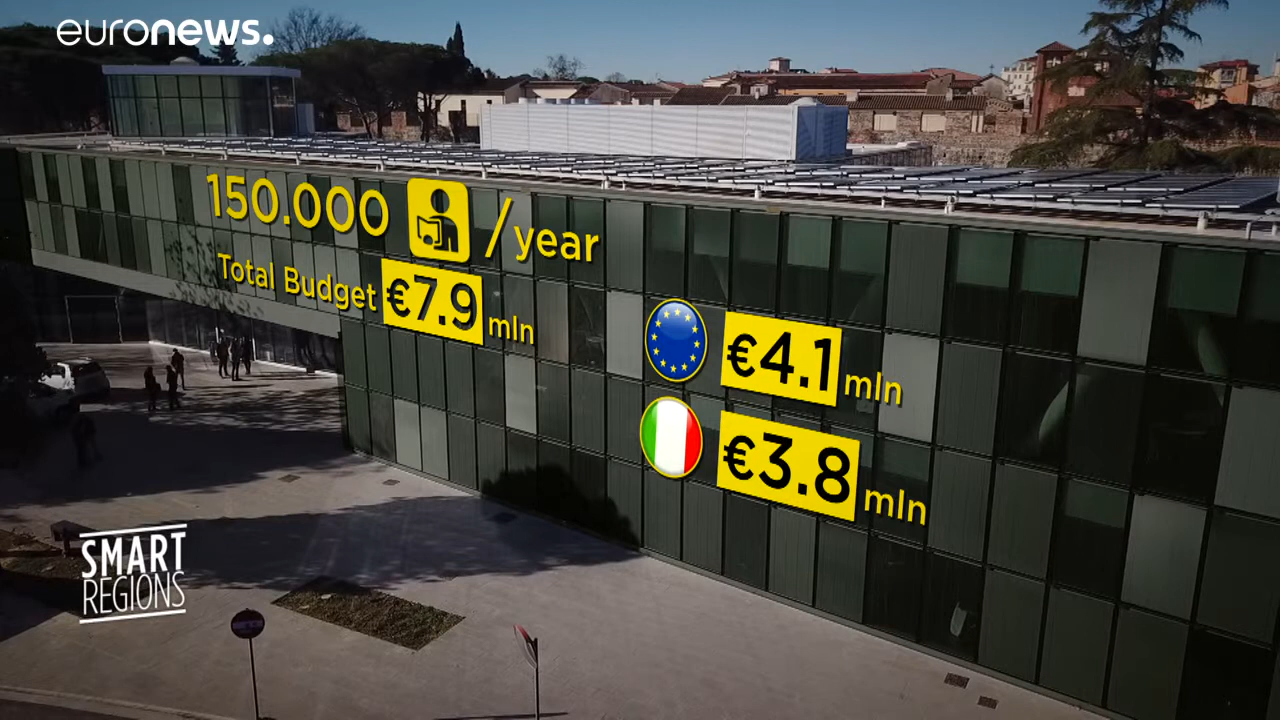 euronews.
150.000 /year
Total Budget €7.9 mln
€4.1 mln
€3.8 mln
SMART
REGIONS